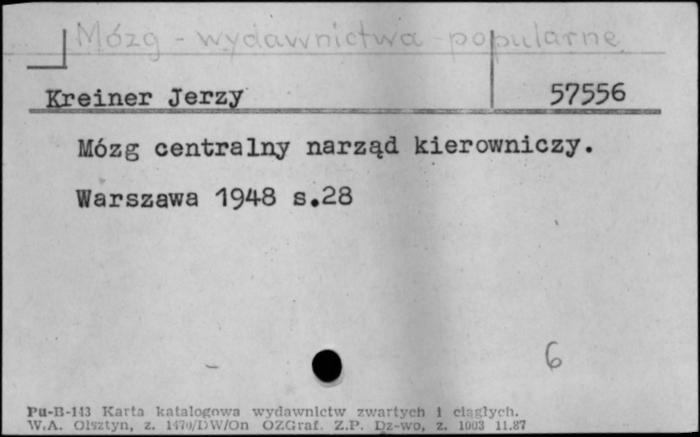 Mózg - wydawnictwa popularne
Kreiner Jerzy 57556
Mózg centralny narząd kierowniczy.
Warszawa 1948 s.28
6
Pu-B-113 Karta katalogowa wydawnictw zwartych i ciągłych.
W.A. Olsztyn, z. 1470/DW/On OZGraf. Z.P. Dz-wo, z. 1003 11.87